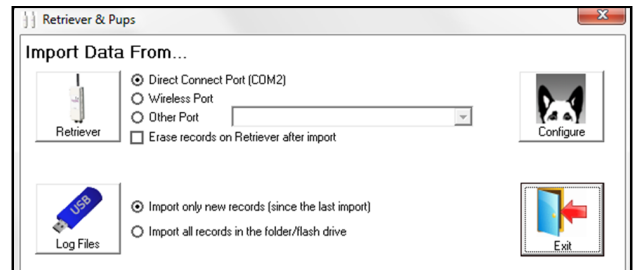 Retriever & Pups
X
Import Data From...
Direct Connect Port (COM2)
Wireless Port
Other Port
Erase records on Retriever after import
Retriever
Configure
USB
Import only new records (since the last import)
Import all records in the folder/flash drive
Log Files
Exit